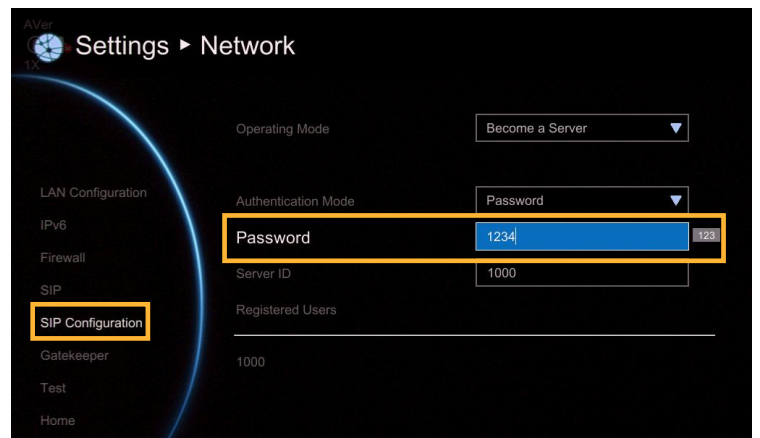 AVer
Settings ▸ Network
1X
Operating Mode Become a Server
LAN Configuration
Authentication Mode Password
IPv6
Password 1234 123
Firewall
Server ID 1000
SIP
Registered Users
SIP Configuration
Gatekeeper
1000
Test
Home